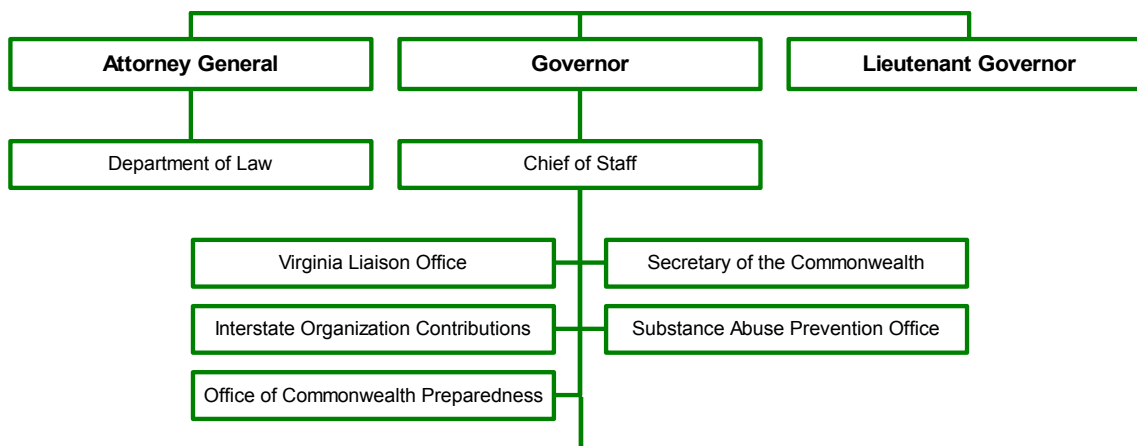 Attorney General
Governor
Lieutenant Governor
Department of Law
Chief of Staff
Virginia Liaison Office
Secretary of the Commonwealth
Interstate Organization Contributions
Substance Abuse Prevention Office
Office of Commonwealth Preparedness